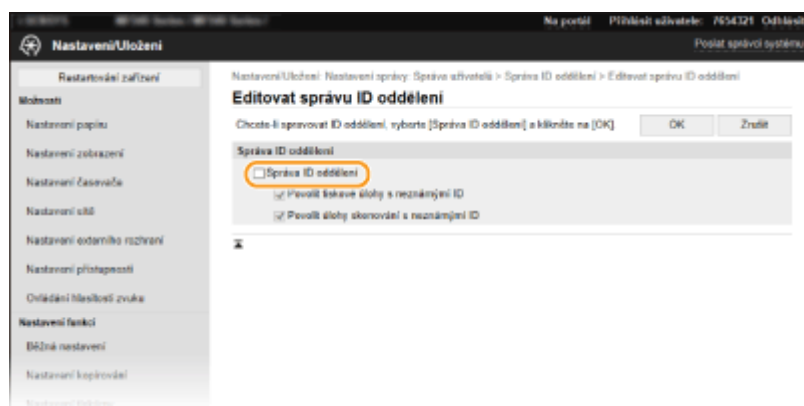 Na portál Přihlásit uživatele: 7654321 Odhlásit
Nastavení/Uložení
Poslat správci systému
Restartování zařízení
Nastavení/Uložení: Nastavení správy: Správa uživatelů > Správa ID oddělení > Editovat správu ID oddělení
Editovat správu ID oddělení
Možnosti
Nastavení papíru
Chcete-li spravovat ID oddělení, vyberte [Správa ID oddělení] a klikněte na [OK]
OK
Zrušit
Nastavení zobrazení
Správa ID oddělení
Správa ID oddělení
Nastavení časovače
Povolit tiskové úlohy s neznámými ID
Nastavení sítě
Povolit úlohy skenování s neznámými ID
Nastavení externího rozhraní
Nastavení přístupnosti
Ovládání hlasitosti zvuku
Nastavení funkcí
Běžná nastavení
Nastavení kopírování